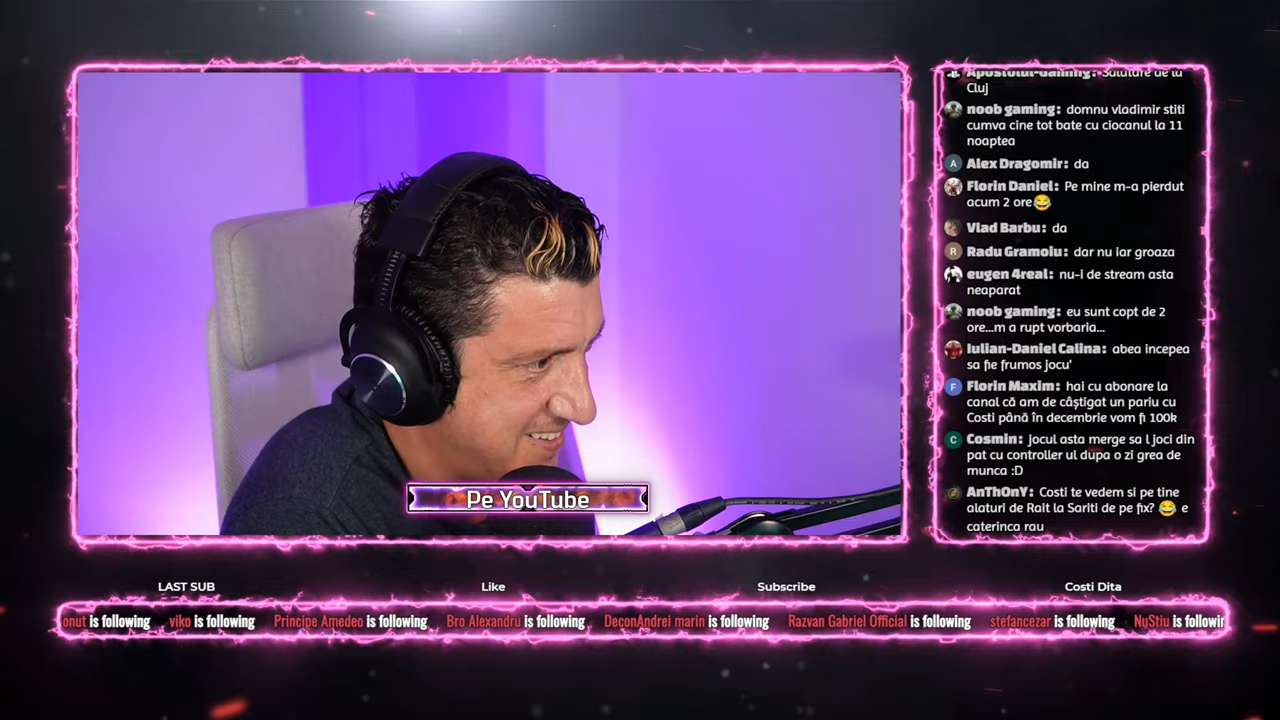 Apostolul-Gaming: Salutare de la
Cluj
noob gaming: domnu vladimir stiti
cumva cine tot bate cu ciocanul la 11
noaptea
A Alex Dragomir: da
Florin Daniel: Pe mine m-a pierdut
acum 2 ore😂
Vlad Barbu: da
R Radu Gramoiu: dar nu iar groaza
eugen 4real: nu-i de stream asta
neaparat
noob gaming: eu sunt copt de 2
ore...m a rupt vorbaria...
Iulian-Daniel Calina: abea incepea
sa fie frumos jocu'
F Florin Maxim: hai cu abonare la
canal că am de câștigat un pariu cu
Costi până în decembrie vom fi 100k
C Cosmin: jocul asta merge sa l joci din
pat cu controller ul dupa o zi grea de
munca :D
AnThOnY: Costi te vedem si pe tine
alaturi de Rait la Sariti de pe fix? 😂 e
caterinca rau
Pe YouTube
LAST SUB
Like
Subscribe
Costi Dita
onut is following viko is following Principe Amedeo is following Bro Alexandru is following DeconAndrei marin is following Razvan Gabriel Official is following stefancezar is following NuStiu is followin